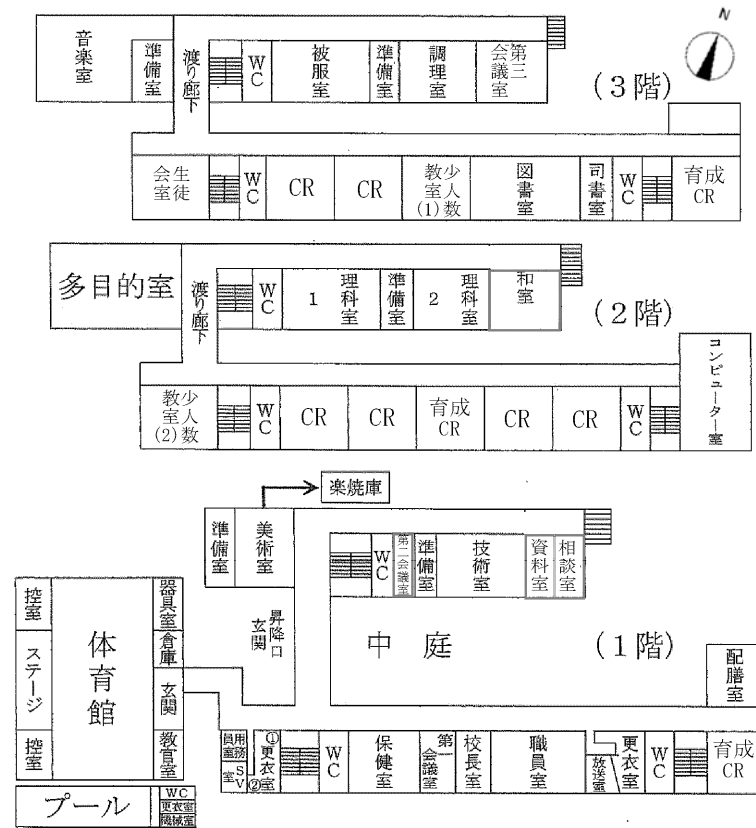 N
音楽室
準備室
渡り廊下
WC
被服室
準備室
調理室
第三会議室
(3階)
生徒会室
WC
CR
CR
少人数教室(1)
図書室
司書室
WC
育成CR
多目的室
渡り廊下
WC
理科室1
準備室
理科室2
和室
(2階)
コンピューター室
少人数教室(2)
WC
CR
CR
育成CR
CR
CR
WC
楽焼庫
準備室
美術室
WC
第二会議室
準備室
技術室
資料室
相談室
昇降口
玄関
中庭
(1階)
配膳室
控室
ステージ
控室
体育館
器具室
倉庫
玄関
教官室
用務員室
SV室
①更衣室②
WC
保健室
第一会議室
校長室
職員室
放送室
更衣室
WC
育成CR
プール
WC
更衣室
機械室